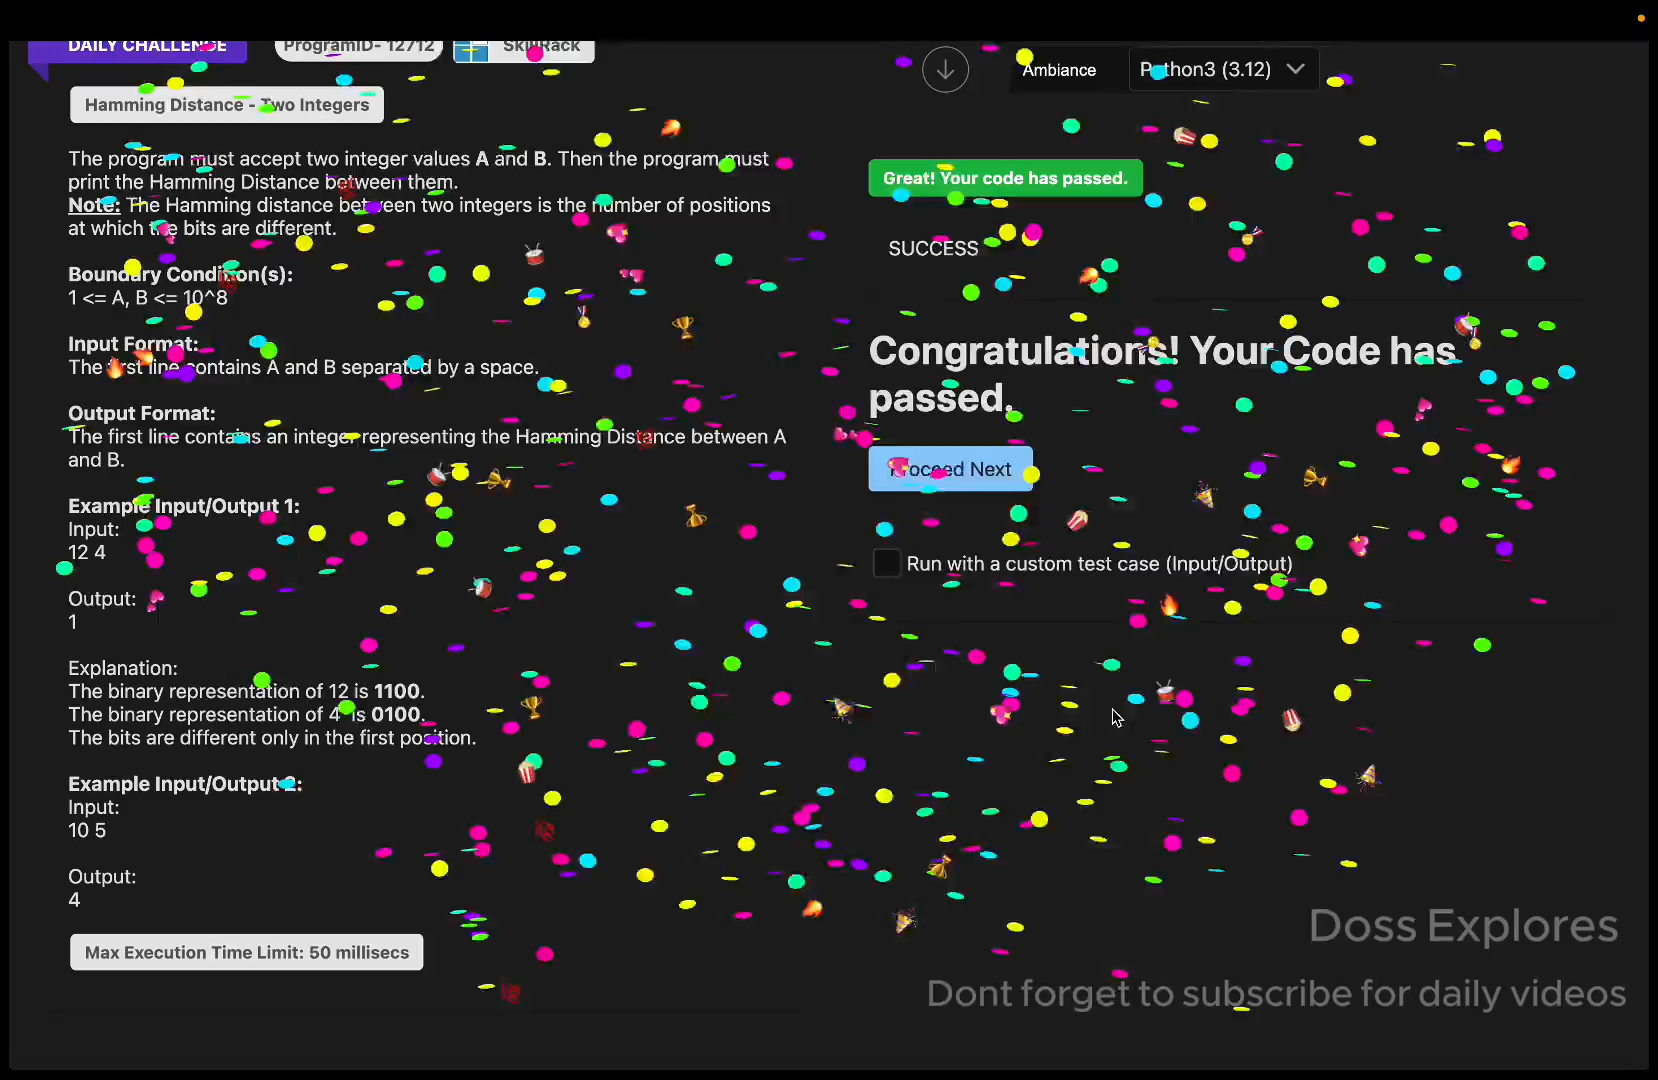 DAILY CHALLENGE
ProgramID- 12712
SkillRack
Ambiance
Python3 (3.12)
Hamming Distance - Two Integers
The program must accept two integer values A and B. Then the program must
print the Hamming Distance between them.
Note: The Hamming distance between two integers is the number of positions
at which the bits are different.
Boundary Condition(s):
1 <= A, B <= 10^8
Input Format:
The first line contains A and B separated by a space.
Output Format:
The first line contains an integer representing the Hamming Distance between A
and B.
Example Input/Output 1:
Input:
12 4
Output:
1
Explanation:
The binary representation of 12 is 1100.
The binary representation of 4 is 0100.
The bits are different only in the first position.
Example Input/Output 2:
Input:
10 5
Output:
4
Max Execution Time Limit: 50 millisecs
Great! Your code has passed.
SUCCESS
Congratulations! Your Code has
passed.
Proceed Next
Run with a custom test case (Input/Output)
Doss Explores
Dont forget to subscribe for daily videos